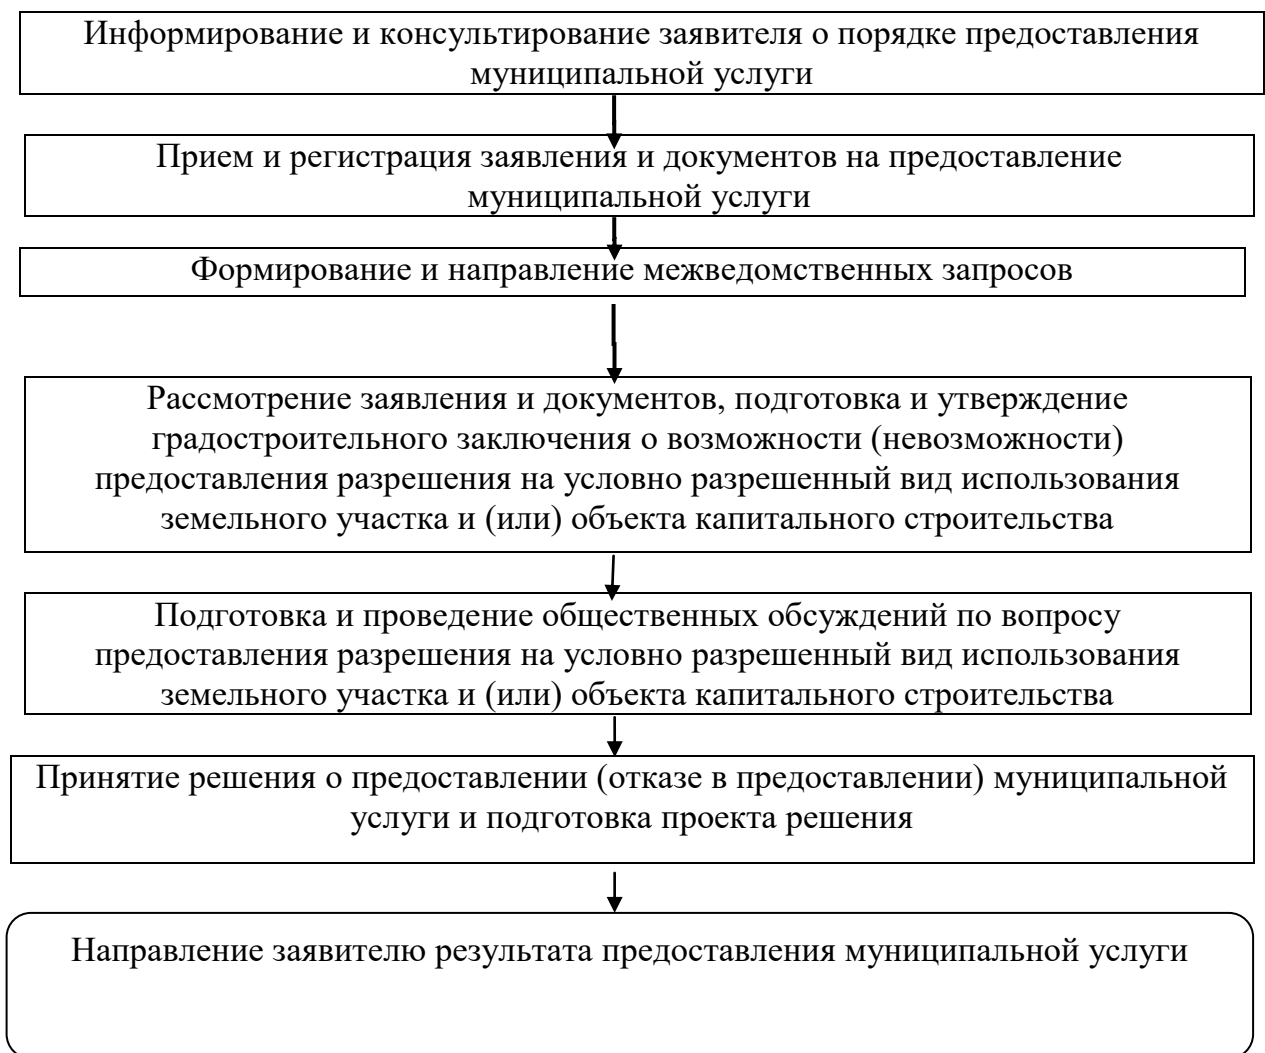 Информирование и консультирование заявителя о порядке предоставления
муниципальной услуги
Прием и регистрация заявления и документов на предоставление
муниципальной услуги
Формирование и направление межведомственных запросов
Рассмотрение заявления и документов, подготовка и утверждение
градостроительного заключения о возможности (невозможности)
предоставления разрешения на условно разрешенный вид использования
земельного участка и (или) объекта капитального строительства
Подготовка и проведение общественных обсуждений по вопросу
предоставления разрешения на условно разрешенный вид использования
земельного участка и (или) объекта капитального строительства
Принятие решения о предоставлении (отказе в предоставлении) муниципальной
услуги и подготовка проекта решения
Направление заявителю результата предоставления муниципальной услуги